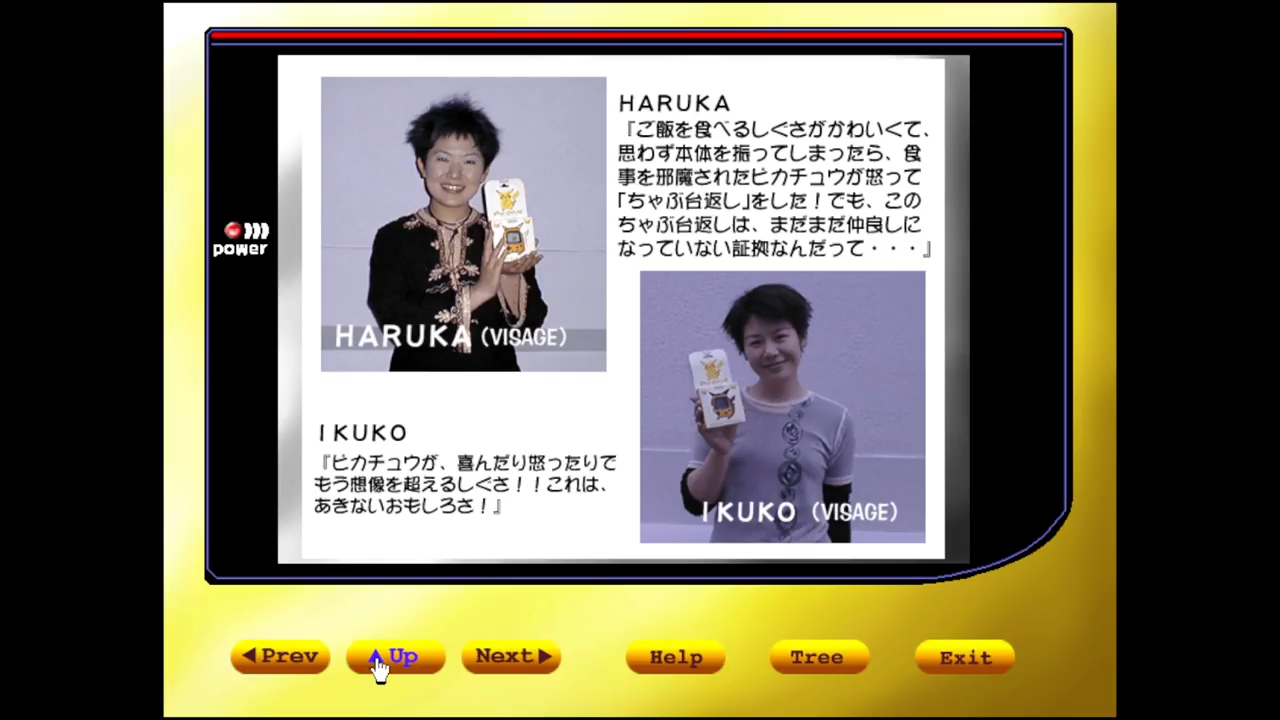 HARUKA
『ご飯を食べるしぐさがかわいくて、
思わず本体を振ってしまったら、食
事を邪魔されたピカチュウが怒って
「ちゃぶ台返し」をした！でも、この
ちゃぶ台返しは、まだまだ仲良しに
なっていない証拠なんだって・・・』
power
HARUKA (VISAGE)
IKUKO
『ピカチュウが、喜んだり怒ったりで
もう想像を超えるしぐさ！！これは、
あきないおもしろさ！』
IKUKO (VISAGE)
◀Prev
▲Up
Next▶
Help
Tree
Exit